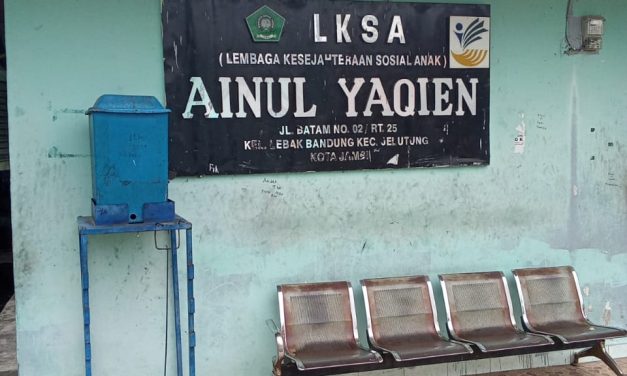 LKSA
( LEMBAGA KESEJAHTERAAN SOSIAL ANAK )
AINUL YAQIEN
JL. BATAM NO. 02 / RT. 25
KEL. LEBAK BANDUNG KEC. JELUTUNG
KOTA JAMBI